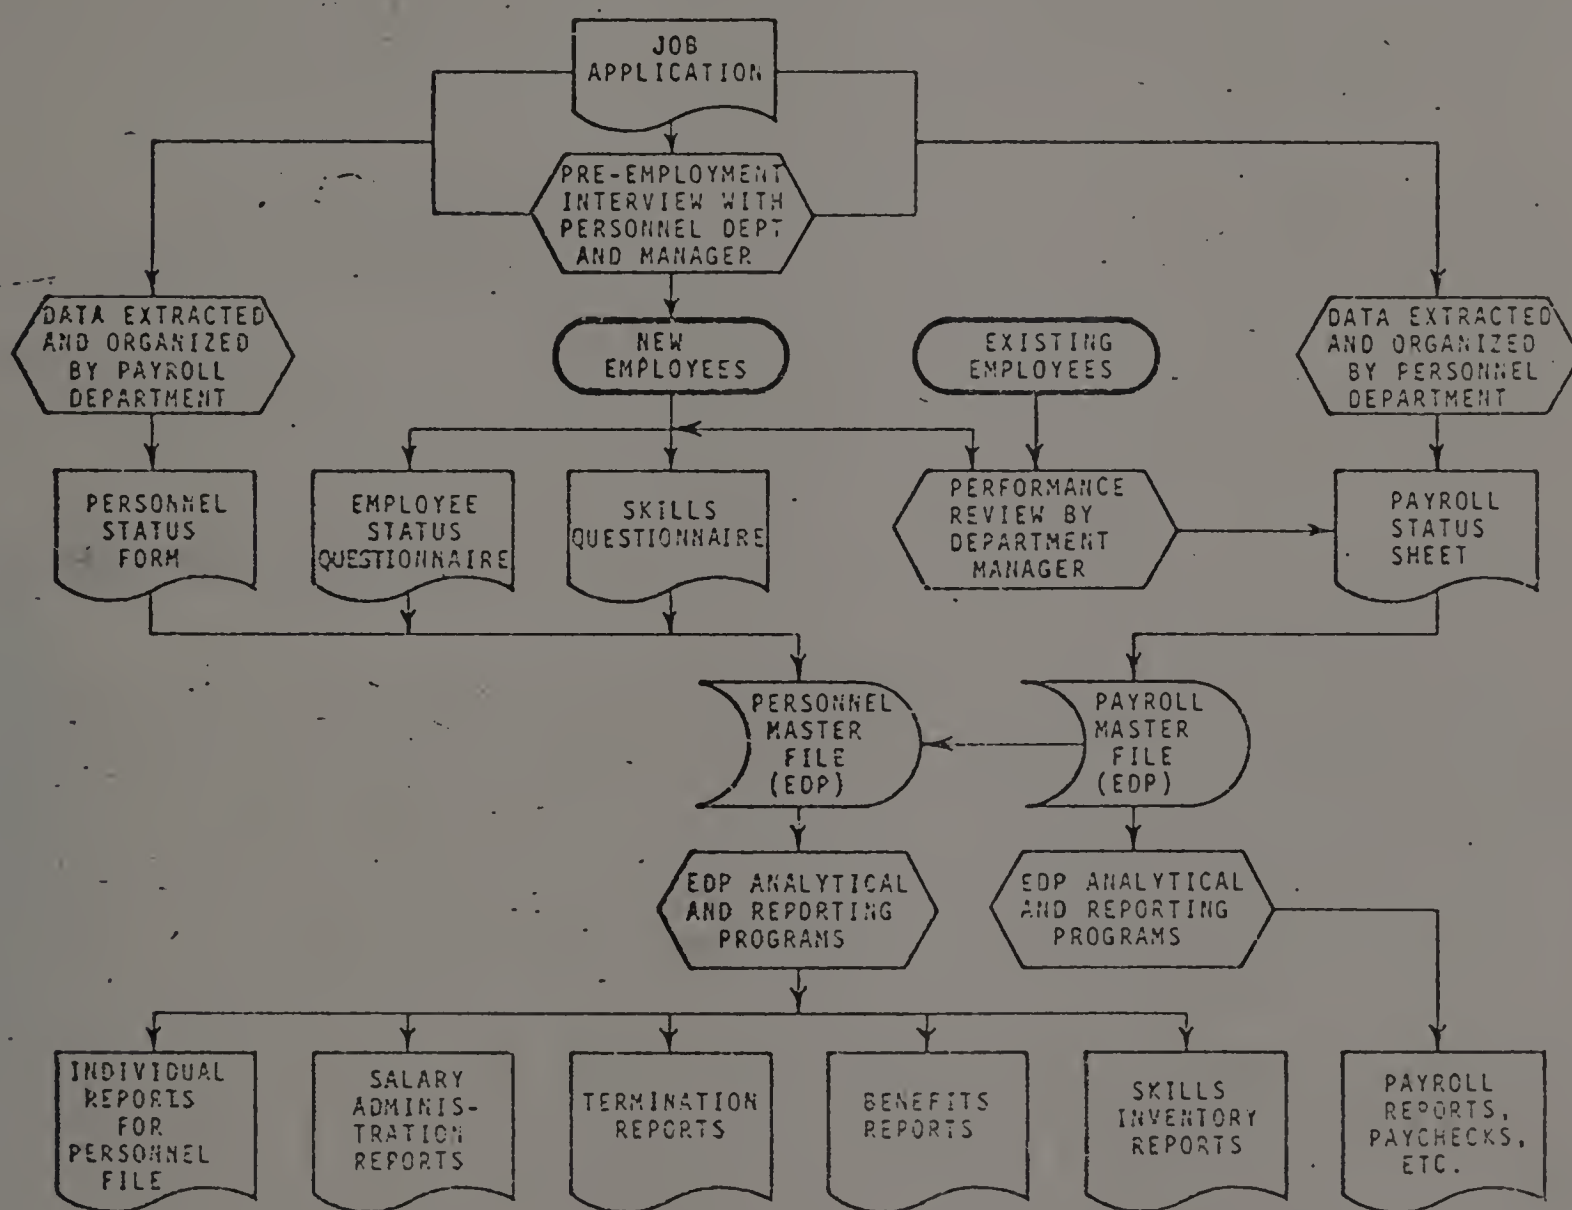 JOB
APPLICATION
PRE-EMPLOYMENT
INTERVIEW WITH
PERSONNEL DEPT
AND MANAGER
DATA EXTRACTED
AND ORGANIZED
BY PAYROLL
DEPARTMENT
NEW
EMPLOYEES
EXISTING
EMPLOYEES
DATA EXTRACTED
AND ORGANIZED
BY PERSONNEL
DEPARTMENT
PERSONNEL
STATUS
FORM
EMPLOYEE
STATUS
QUESTIONNAIRE
SKILLS
QUESTIONNAIRE
PERFORMANCE
REVIEW BY
DEPARTMENT
MANAGER
PAYROLL
STATUS
SHEET
PERSONNEL
MASTER
FILE
(EDP)
PAYROLL
MASTER
FILE
(EDP)
EDP ANALYTICAL
AND REPORTING
PROGRAMS
EDP ANALYTICAL
AND REPORTING
PROGRAMS
INDIVIDUAL
REPORTS
FOR
PERSONNEL
FILE
SALARY
ADMINIS-
TRATION
REPORTS
TERMINATION
REPORTS
BENEFITS
REPORTS
SKILLS
INVENTORY
REPORTS
PAYROLL
REPORTS,
PAYCHECKS,
ETC.